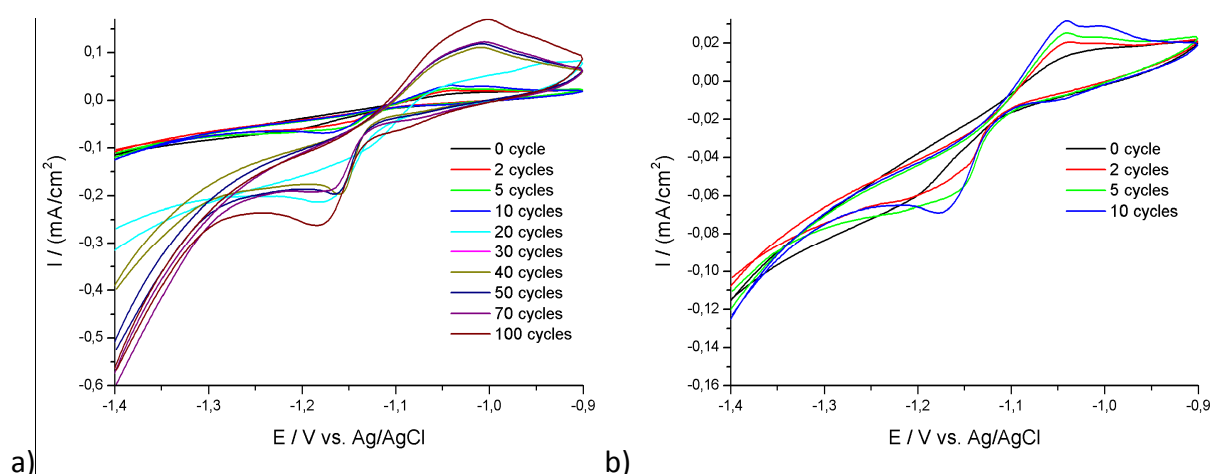 0,1
0,0
-0,1
-0,2
-0,3
-0,4
-0,5
-0,6
I / (mA/cm²)
-1,4 -1,3 -1,2 -1,1 -1,0 -0,9
E / V vs. Ag/AgCl
0 cycle
2 cycles
5 cycles
10 cycles
20 cycles
30 cycles
40 cycles
50 cycles
70 cycles
100 cycles
a)
0,02
0,00
-0,02
-0,04
-0,06
-0,08
-0,10
-0,12
-0,14
-0,16
I / (mA/cm²)
-1,4 -1,3 -1,2 -1,1 -1,0 -0,9
E / V vs. Ag/AgCl
0 cycle
2 cycles
5 cycles
10 cycles
b)